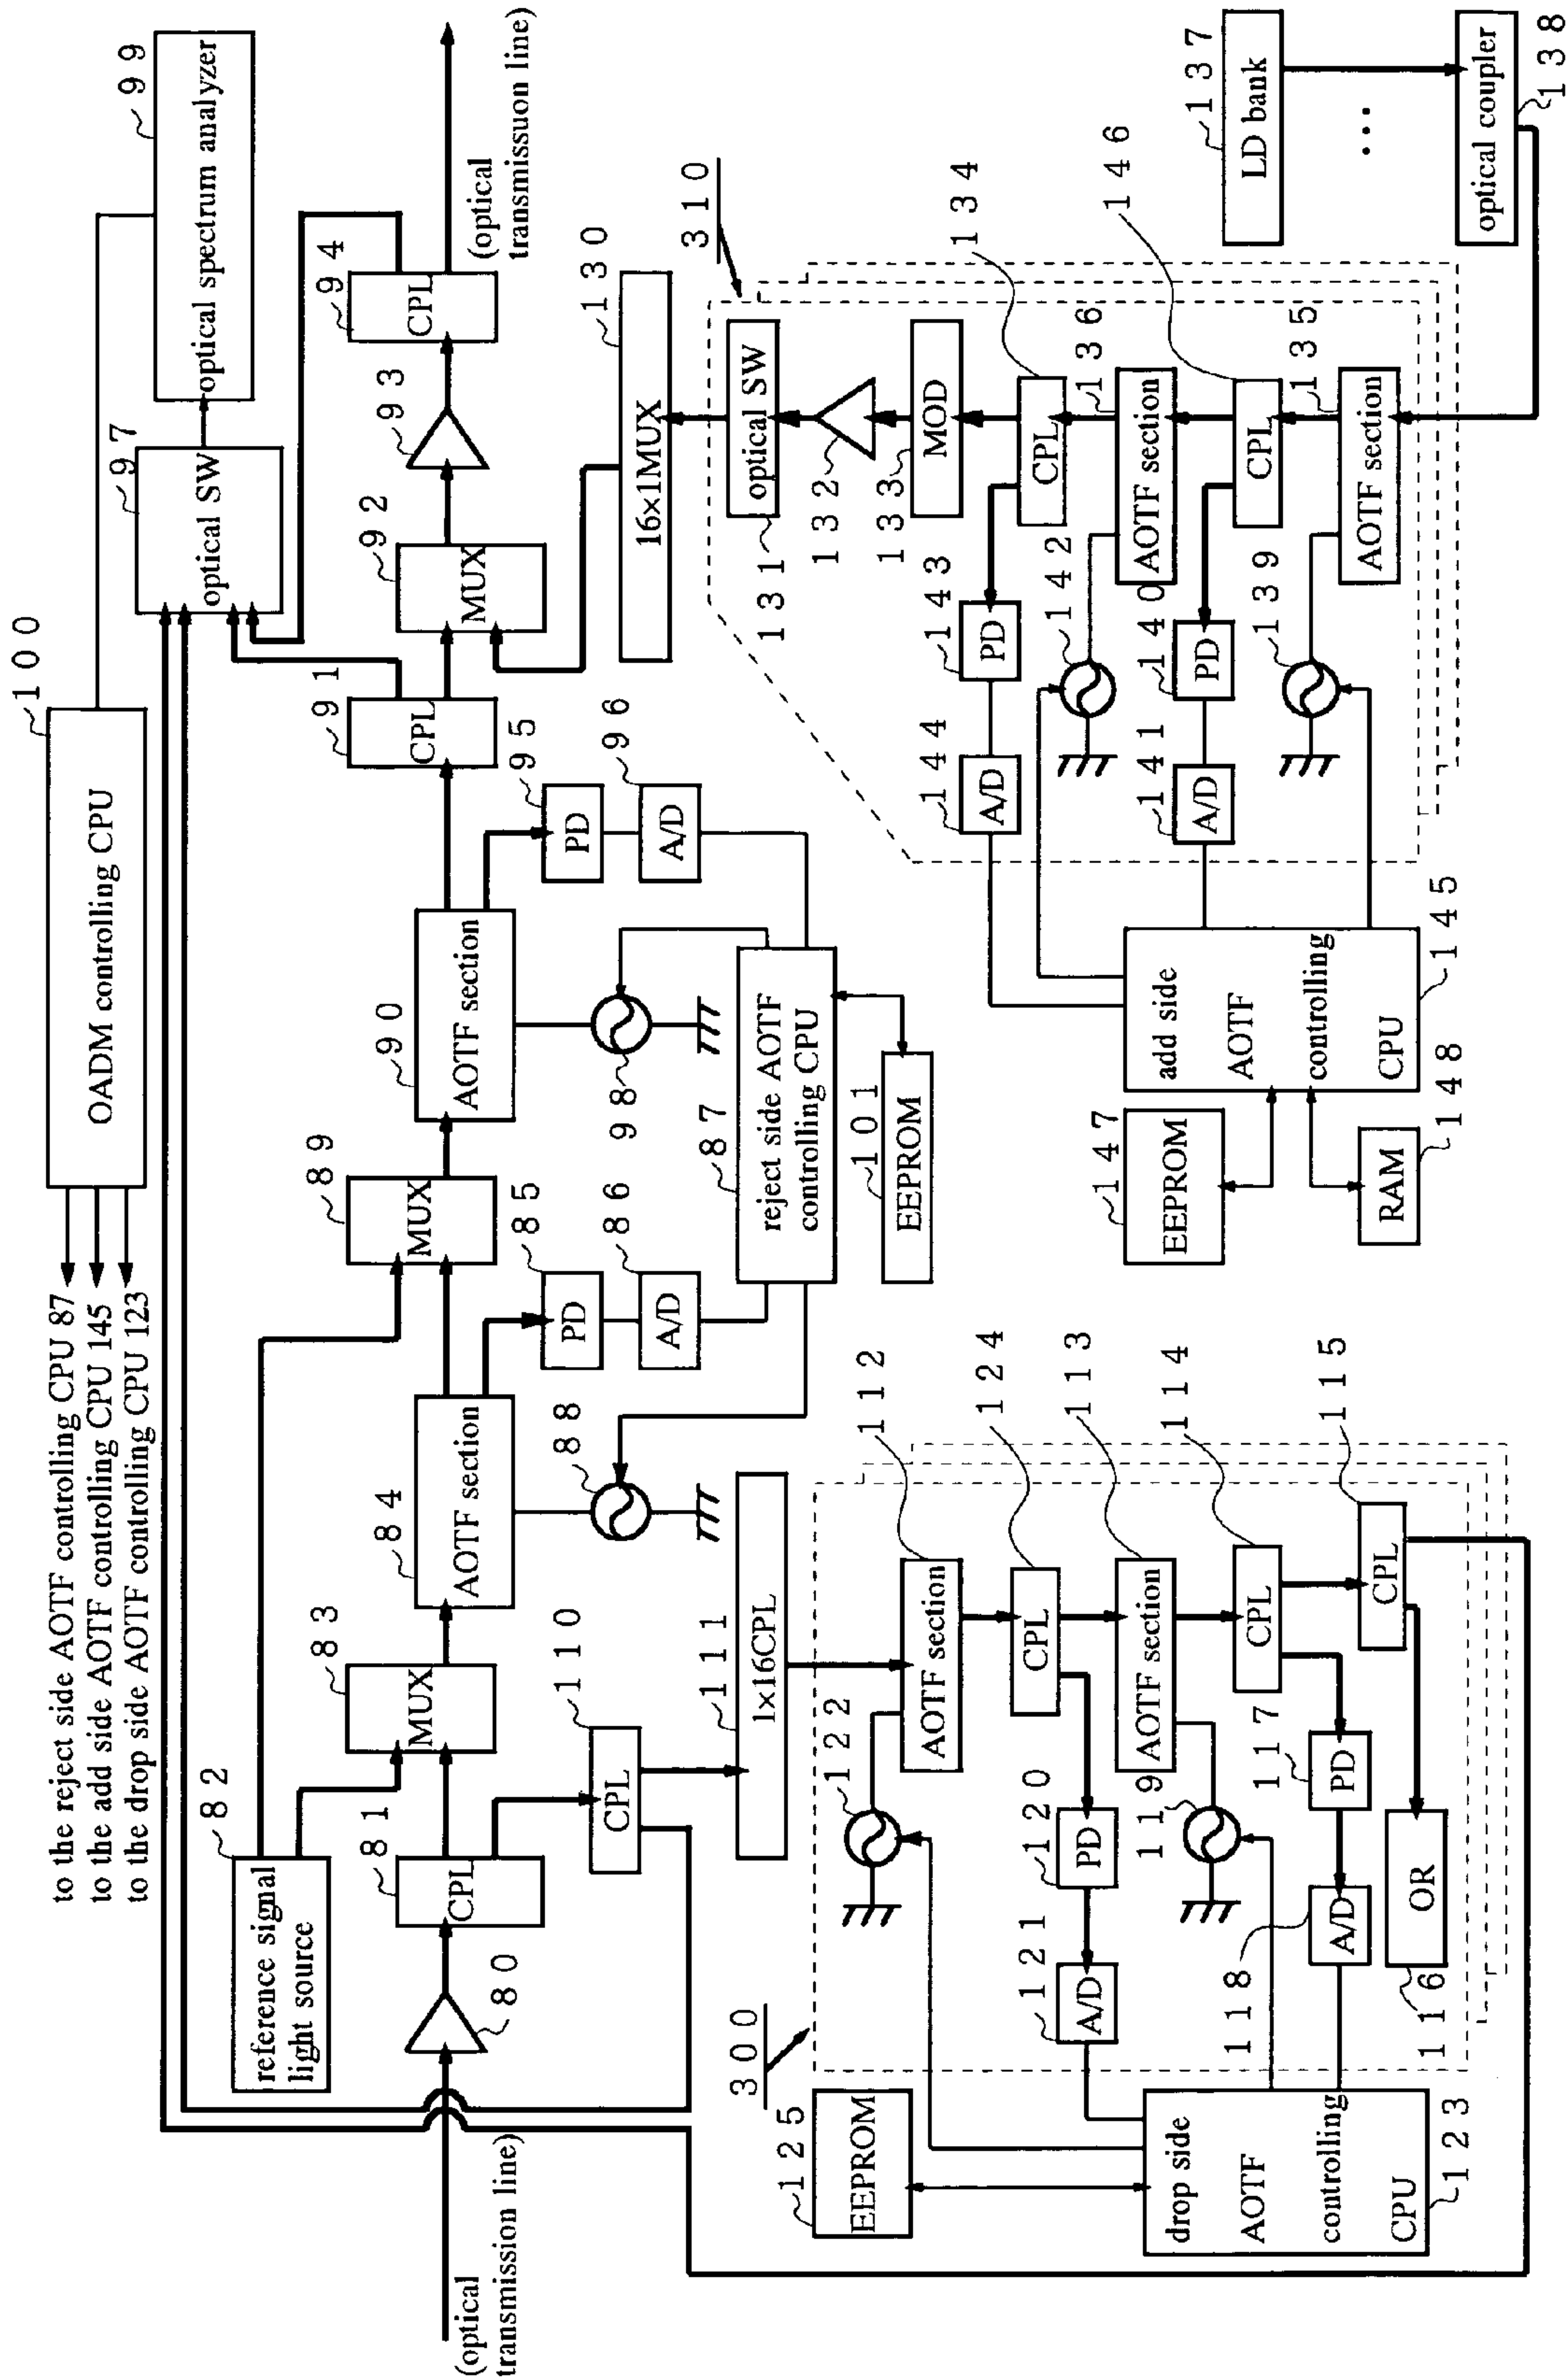 100
OADM controlling CPU
to the reject side AOTF controlling CPU 87
to the add side AOTF controlling CPU 145
to the drop side AOTF controlling CPU 123
97
optical SW
99
optical spectrum analyzer
82
reference signal
light source
(optical
transmission line)
80
81
CPL
83
MUX
84
AOTF section
89
MUX
90
AOTF section
91
CPL
92
MUX
93
94
CPL
(optical
transmissuon line)
85
PD
86
A/D
88
95
PD
96
A/D
98
87
reject side AOTF
controlling CPU
101
EEPROM
110
CPL
111
1×16CPL
300
122
112
AOTF section
124
CPL
120
PD
121
A/D
113
AOTF section
119
114
CPL
117
PD
118
A/D
115
CPL
116
OR
125
EEPROM
drop side
AOTF
controlling
CPU
123
130
16×1MUX
310
131
optical SW
132
133
MOD
134
CPL
143
PD
144
A/D
136
AOTF section
142
146
CPL
140
PD
141
A/D
135
AOTF section
139
137
LD bank
...
optical coupler
138
add side
AOTF
controlling
CPU
145
147
EEPROM
148
RAM